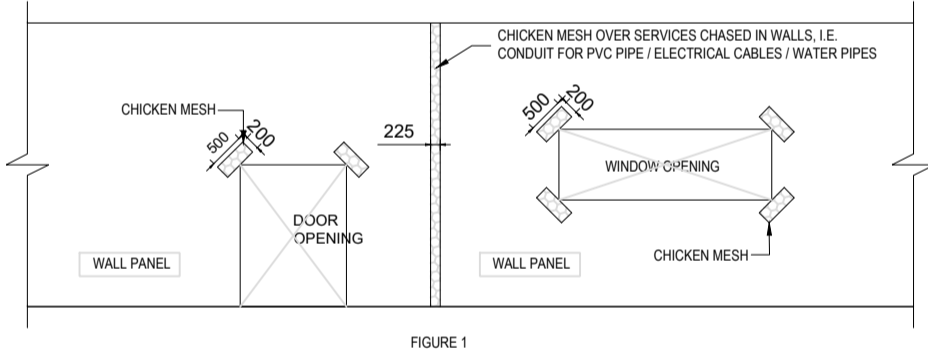 CHICKEN MESH OVER SERVICES CHASED IN WALLS, I.E.
CONDUIT FOR PVC PIPE / ELECTRICAL CABLES / WATER PIPES
CHICKEN MESH
500
200
225
500
200
DOOR
OPENING
WINDOW OPENING
WALL PANEL
WALL PANEL
CHICKEN MESH
FIGURE 1